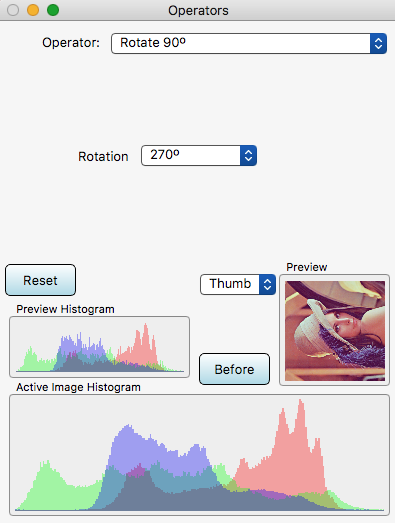 Operators
Operator: Rotate 90º
Rotation 270º
Reset
Thumb
Preview
Preview Histogram
Before
Active Image Histogram